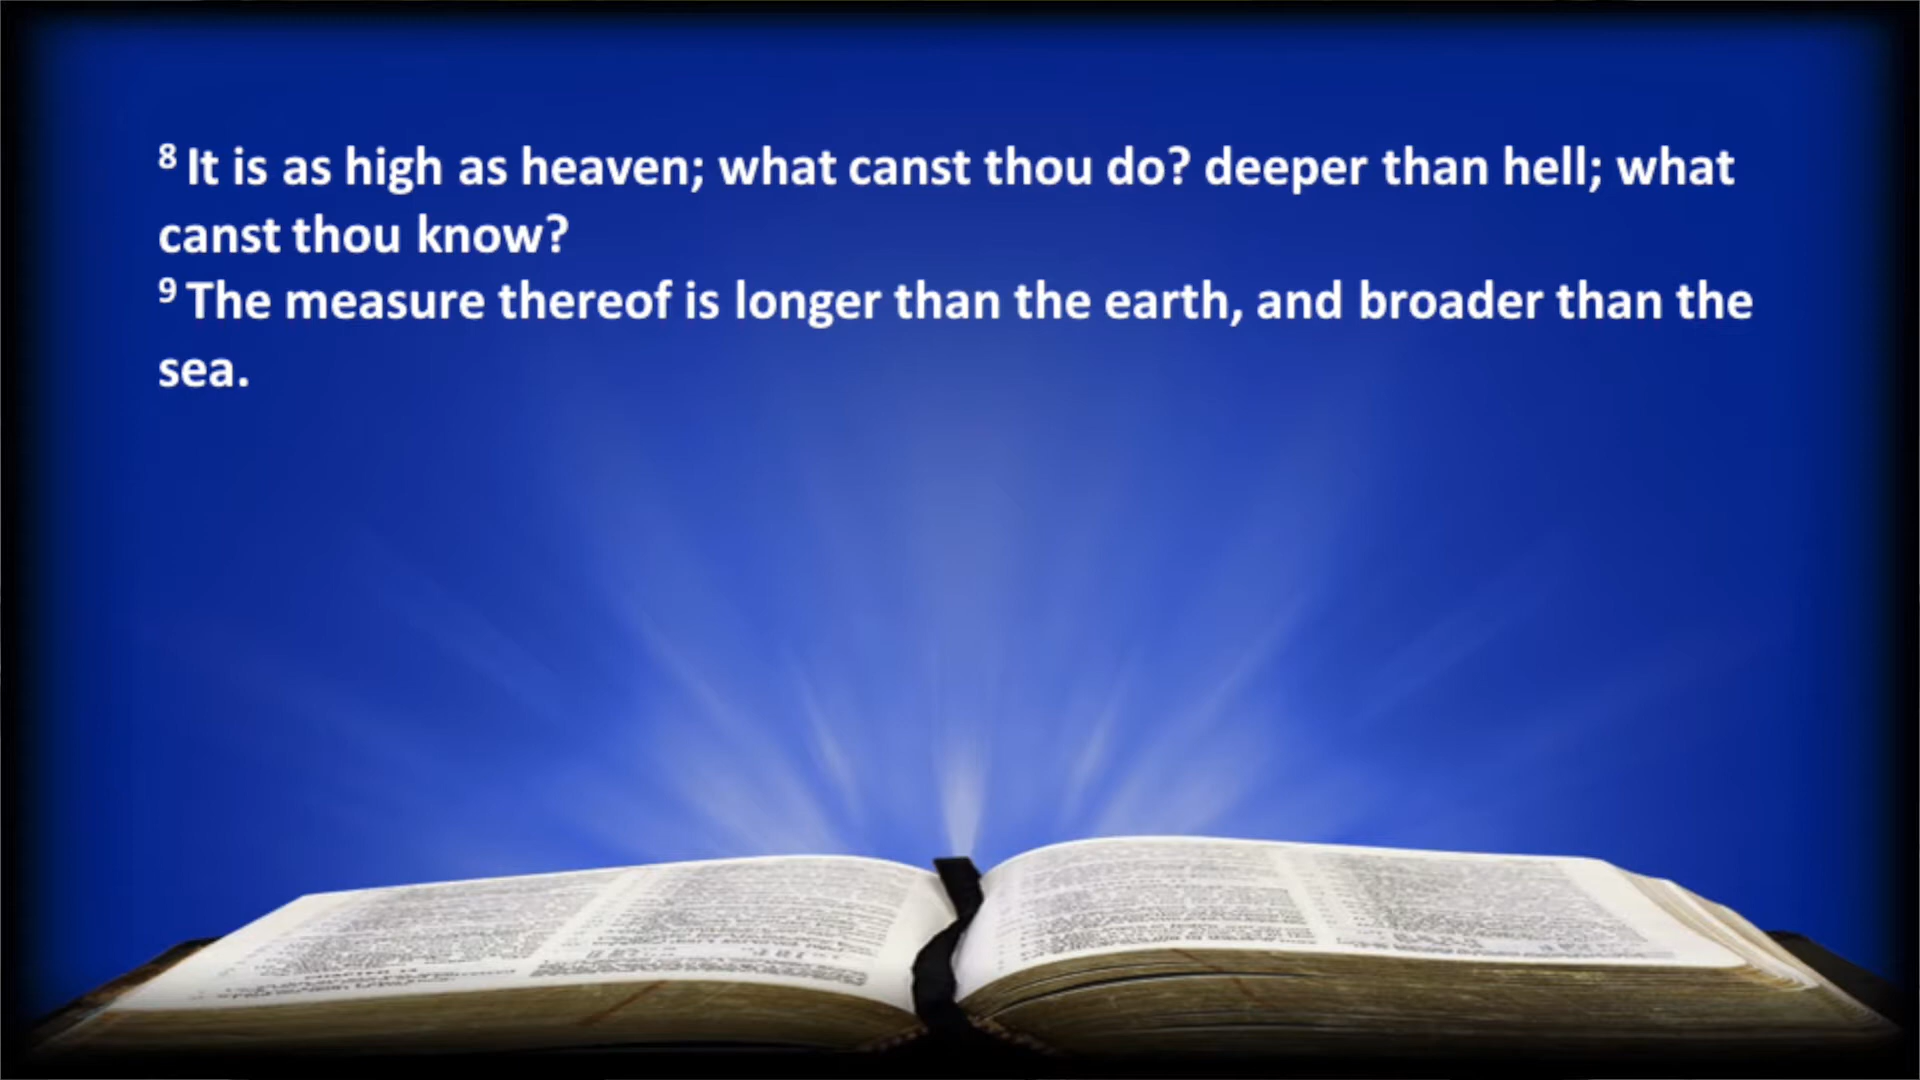 8 It is as high as heaven; what canst thou do? deeper than hell; what
canst thou know?
9 The measure thereof is longer than the earth, and broader than the
sea.